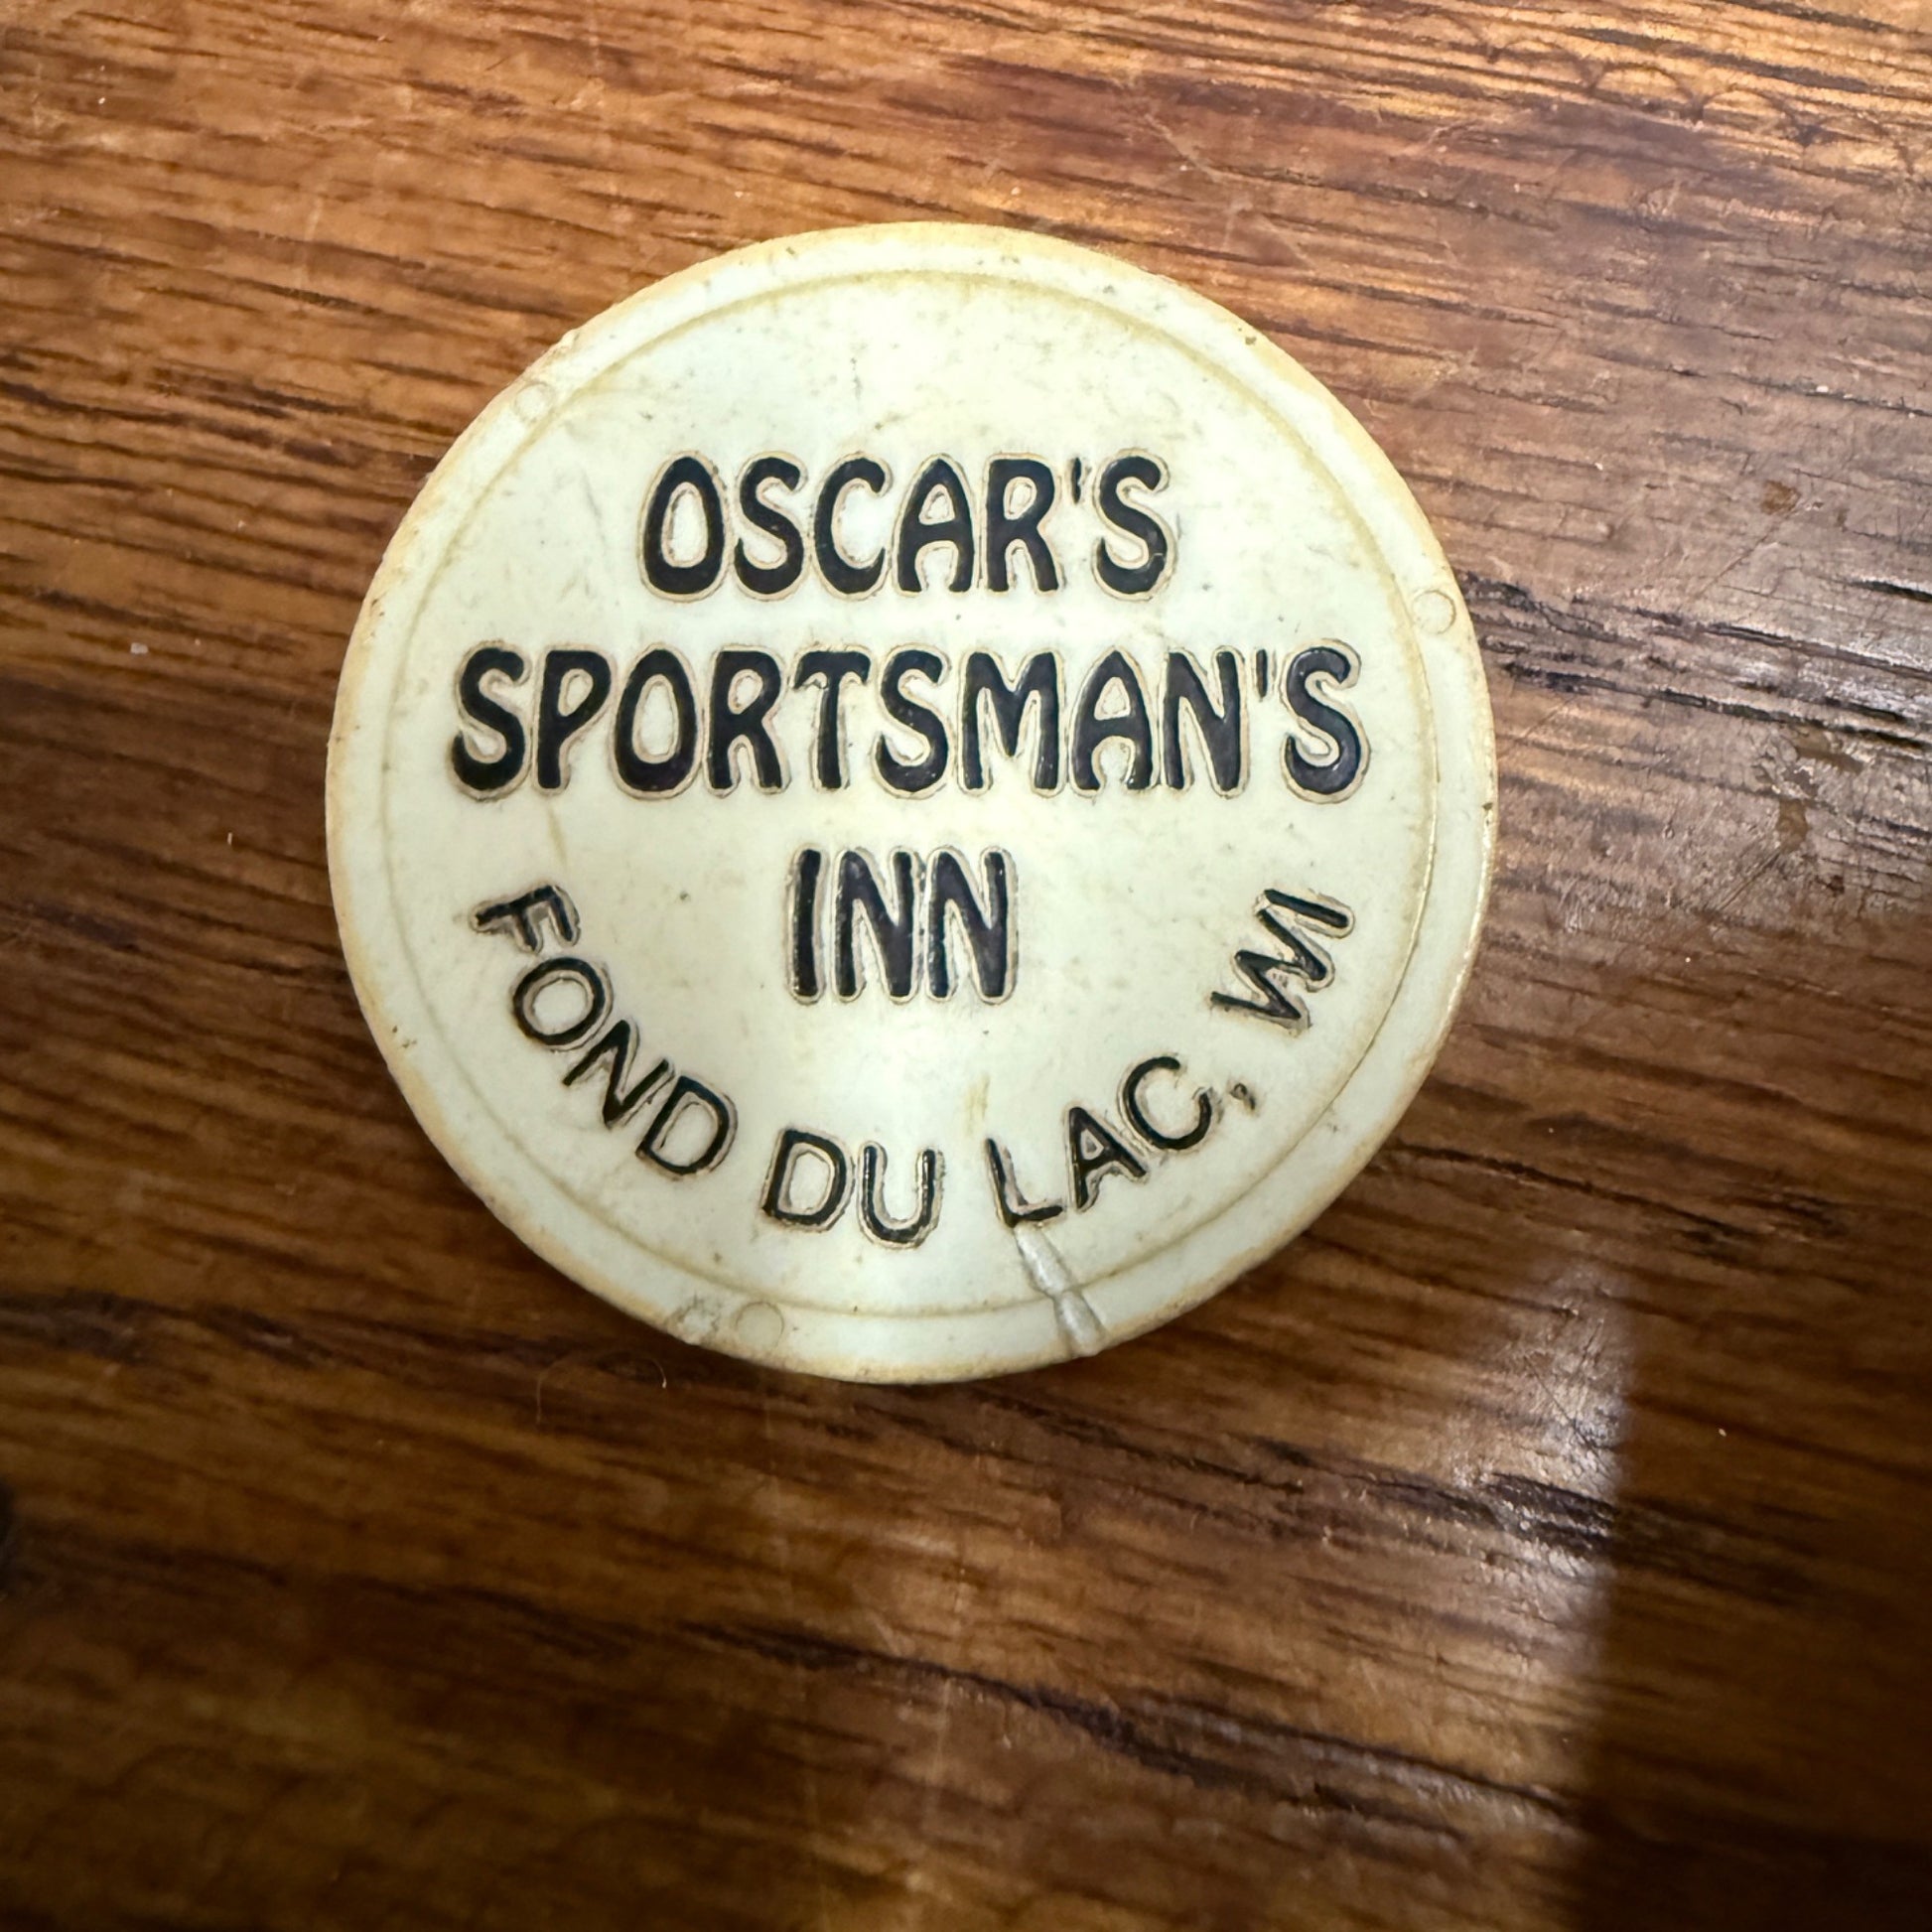 OSCAR'S
SPORTSMAN'S
INN
FOND DU LAC, WI